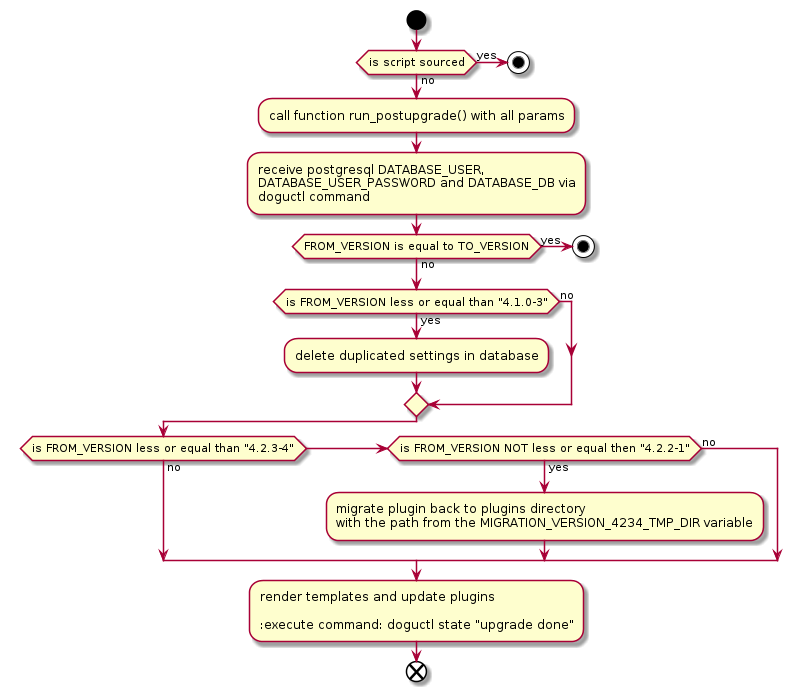 is script sourced
yes
no
call function run_postupgrade() with all params
receive postgresql DATABASE_USER,
DATABASE_USER_PASSWORD and DATABASE_DB via
doguctl command
FROM_VERSION is equal to TO_VERSION
yes
no
is FROM_VERSION less or equal than "4.1.0-3"
no
yes
delete duplicated settings in database
is FROM_VERSION less or equal than "4.2.3-4"
is FROM_VERSION NOT less or equal then "4.2.2-1"
no
no
yes
migrate plugin back to plugins directory
with the path from the MIGRATION_VERSION_4234_TMP_DIR variable
render templates and update plugins
:execute command: doguctl state "upgrade done"